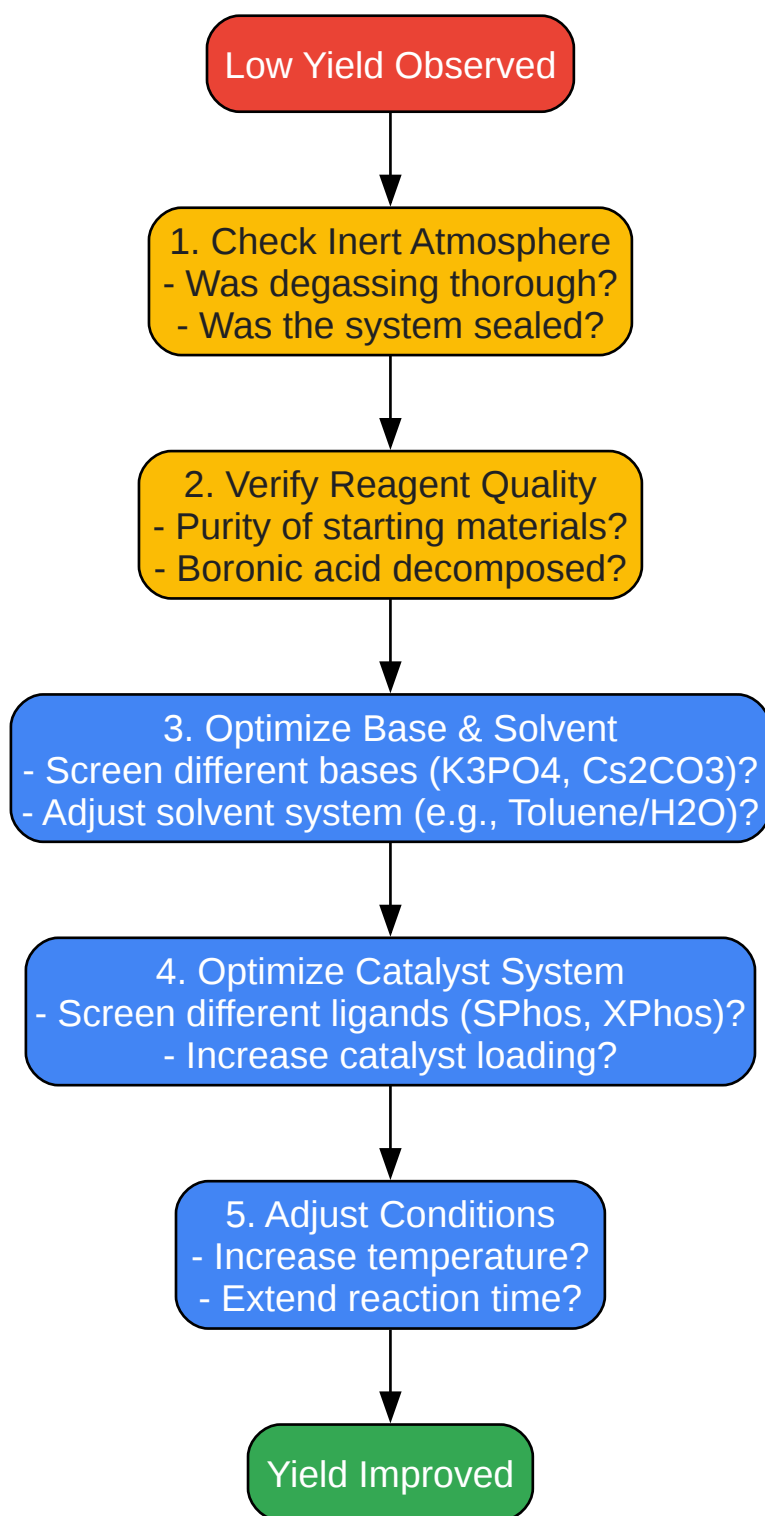 Low Yield Observed
1. Check Inert Atmosphere
- Was degassing thorough?
- Was the system sealed?
2. Verify Reagent Quality
- Purity of starting materials?
- Boronic acid decomposed?
3. Optimize Base & Solvent
- Screen different bases (K3PO4, Cs2CO3)?
- Adjust solvent system (e.g., Toluene/H2O)?
4. Optimize Catalyst System
- Screen different ligands (SPhos, XPhos)?
- Increase catalyst loading?
5. Adjust Conditions
- Increase temperature?
- Extend reaction time?
Yield Improved